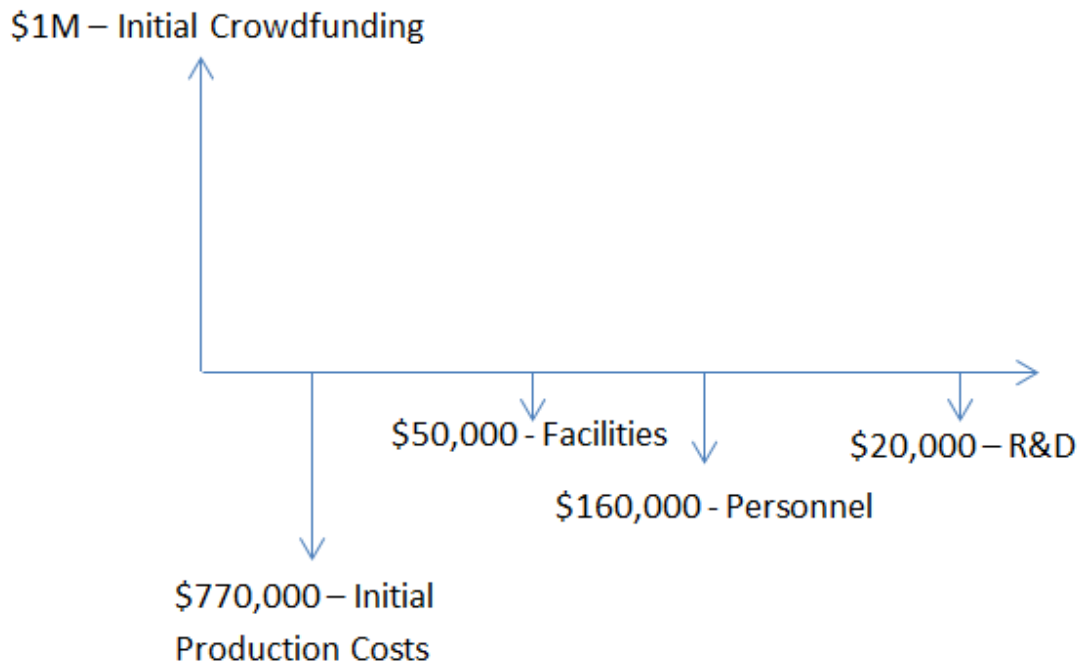 $1M – Initial Crowdfunding
$50,000 - Facilities
$20,000 – R&D
$160,000 - Personnel
$770,000 – Initial
Production Costs